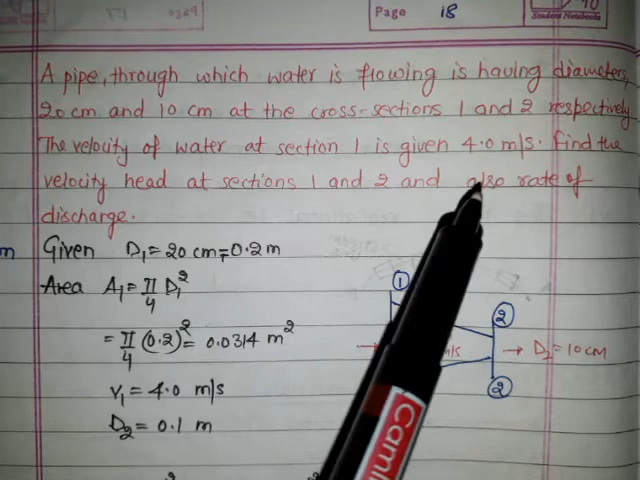 Page 18
Student Notebooks
A pipe, through which water is flowing is having diameters,
20 cm and 10 cm at the cross-sections 1 and 2 respectively
The velocity of water at section 1 is given 4.0 m/s. Find the
velocity head at sections 1 and 2 and also rate of
discharge.
m Given D₁ = 20 cm = 0.2 m
Area A₁ = π/4 D₁²
= π/4 (0.2)² = 0.0314 m²
V₁ = 4.0 m/s
D₂ = 0.1 m
①
②
m/s → D₂ = 10 cm
②